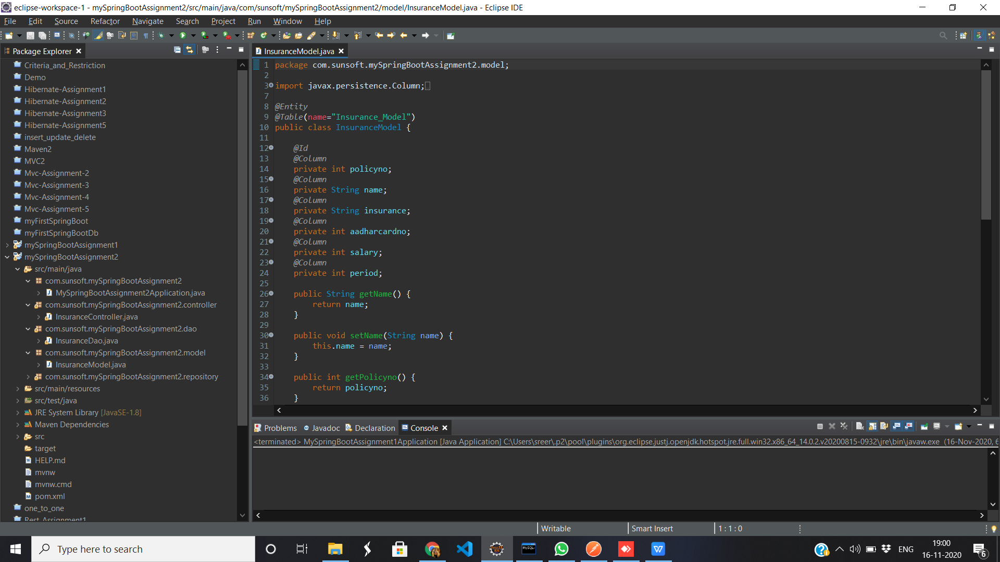 eclipse-workspace-1 - mySpringBootAssignment2/src/main/java/com/sunsoft/mySpringBootAssignment2/model/InsuranceModel.java - Eclipse IDE
File Edit Source Refactor Navigate Search Project Run Window Help
Package Explorer
Criteria_and_Restriction
Demo
Hibernate-Assignment1
Hibernate-Assignment2
Hibernate-Assignment3
Hibernate-Assignment5
insert_update_delete
Maven2
MVC2
Mvc-Assignment-2
Mvc-Assignment-3
Mvc-Assignment-4
Mvc-Assignment-5
myFirstSpringBoot
myFirstSpringBootDb
mySpringBootAssignment1
mySpringBootAssignment2
src/main/java
com.sunsoft.mySpringBootAssignment2
MySpringBootAssignment2Application.java
com.sunsoft.mySpringBootAssignment2.controller
InsuranceController.java
com.sunsoft.mySpringBootAssignment2.dao
InsuranceDao.java
com.sunsoft.mySpringBootAssignment2.model
InsuranceModel.java
com.sunsoft.mySpringBootAssignment2.repository
src/main/resources
src/test/java
JRE System Library [JavaSE-1.8]
Maven Dependencies
src
target
HELP.md
mvnw
mvnw.cmd
pom.xml
one_to_one
Rest_Assignment1
InsuranceModel.java
1 package com.sunsoft.mySpringBootAssignment2.model;
2
3 import javax.persistence.Column;
7
8 @Entity
9 @Table(name="Insurance_Model")
10 public class InsuranceModel {
11
12 @Id
13 @Column
14 private int policyno;
15 @Column
16 private String name;
17 @Column
18 private String insurance;
19 @Column
20 private int aadharcardno;
21 @Column
22 private int salary;
23 @Column
24 private int period;
25
26 public String getName() {
27 return name;
28 }
29
30 public void setName(String name) {
31 this.name = name;
32 }
33
34 public int getPolicyno() {
35 return policyno;
36 }
Problems Javadoc Declaration Console
<terminated> MySpringBootAssignment1Application [Java Application] C:\Users\sreer\.p2\pool\plugins\org.eclipse.justj.openjdk.hotspot.jre.full.win32.x86_64_14.0.2.v20200815-0932\jre\bin\javaw.exe (16-Nov-2020, 6
Writable Smart Insert 1 : 1 : 0
Type here to search
ENG
19:00
16-11-2020
6